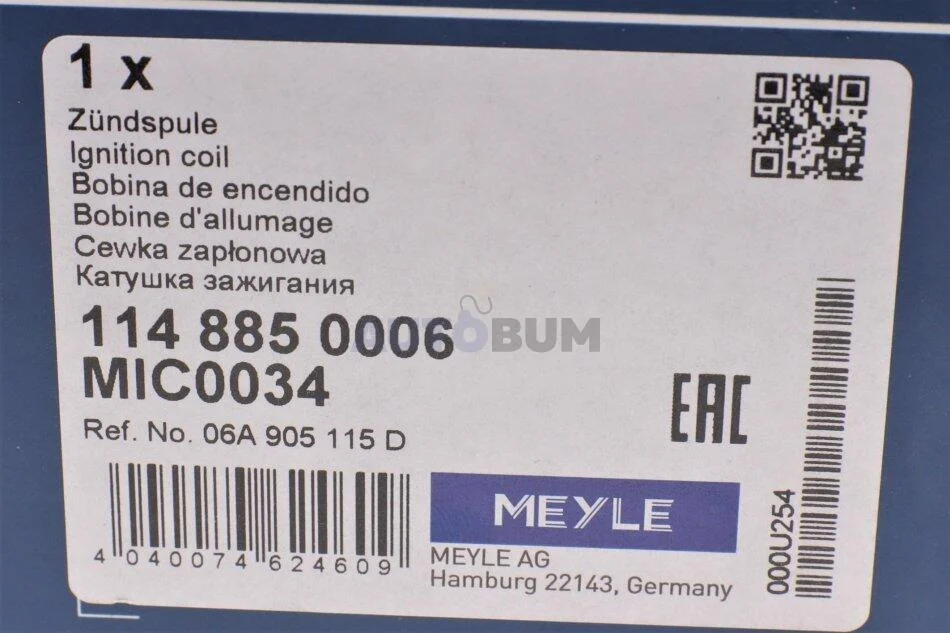 1 x
Zündspule
Ignition coil
Bobina de encendido
Bobine d'allumage
Cewka zapłonowa
Катушка зажигания
114 885 0006
AUTOBUM
MIC0034
EAC
Ref. No. 06A 905 115 D
MEYLE
4 040074 624609
MEYLE AG
Hamburg 22143, Germany
000U254